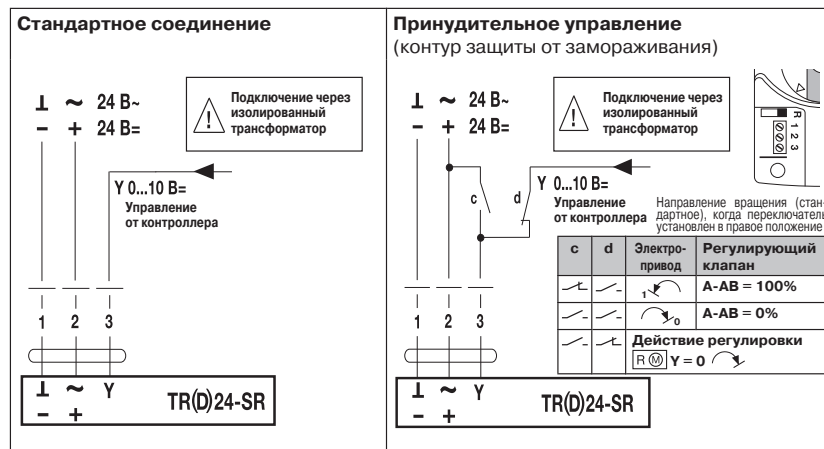 Стандартное соединение
⊥ ~ 24 В~
– + 24 В=
Подключение через
изолированный
трансформатор
Y 0...10 В=
Управление
от контроллера
1 2 3
⊥ ~ Y
– +
TR(D)24-SR
Принудительное управление
(контур защиты от замораживания)
⊥ ~ 24 В~
– + 24 В=
Подключение через
изолированный
трансформатор
R
1 2 3
c d
Y 0...10 В=
Управление
от контроллера
Направление вращения (стан-
дартное), когда переключатель
установлен в правое положение
c d Электро-
привод Регулирующий
клапан
1 A-AB = 100%
0 A-AB = 0%
Действие регулировки
R M Y = 0
1 2 3
⊥ ~ Y
– +
TR(D)24-SR